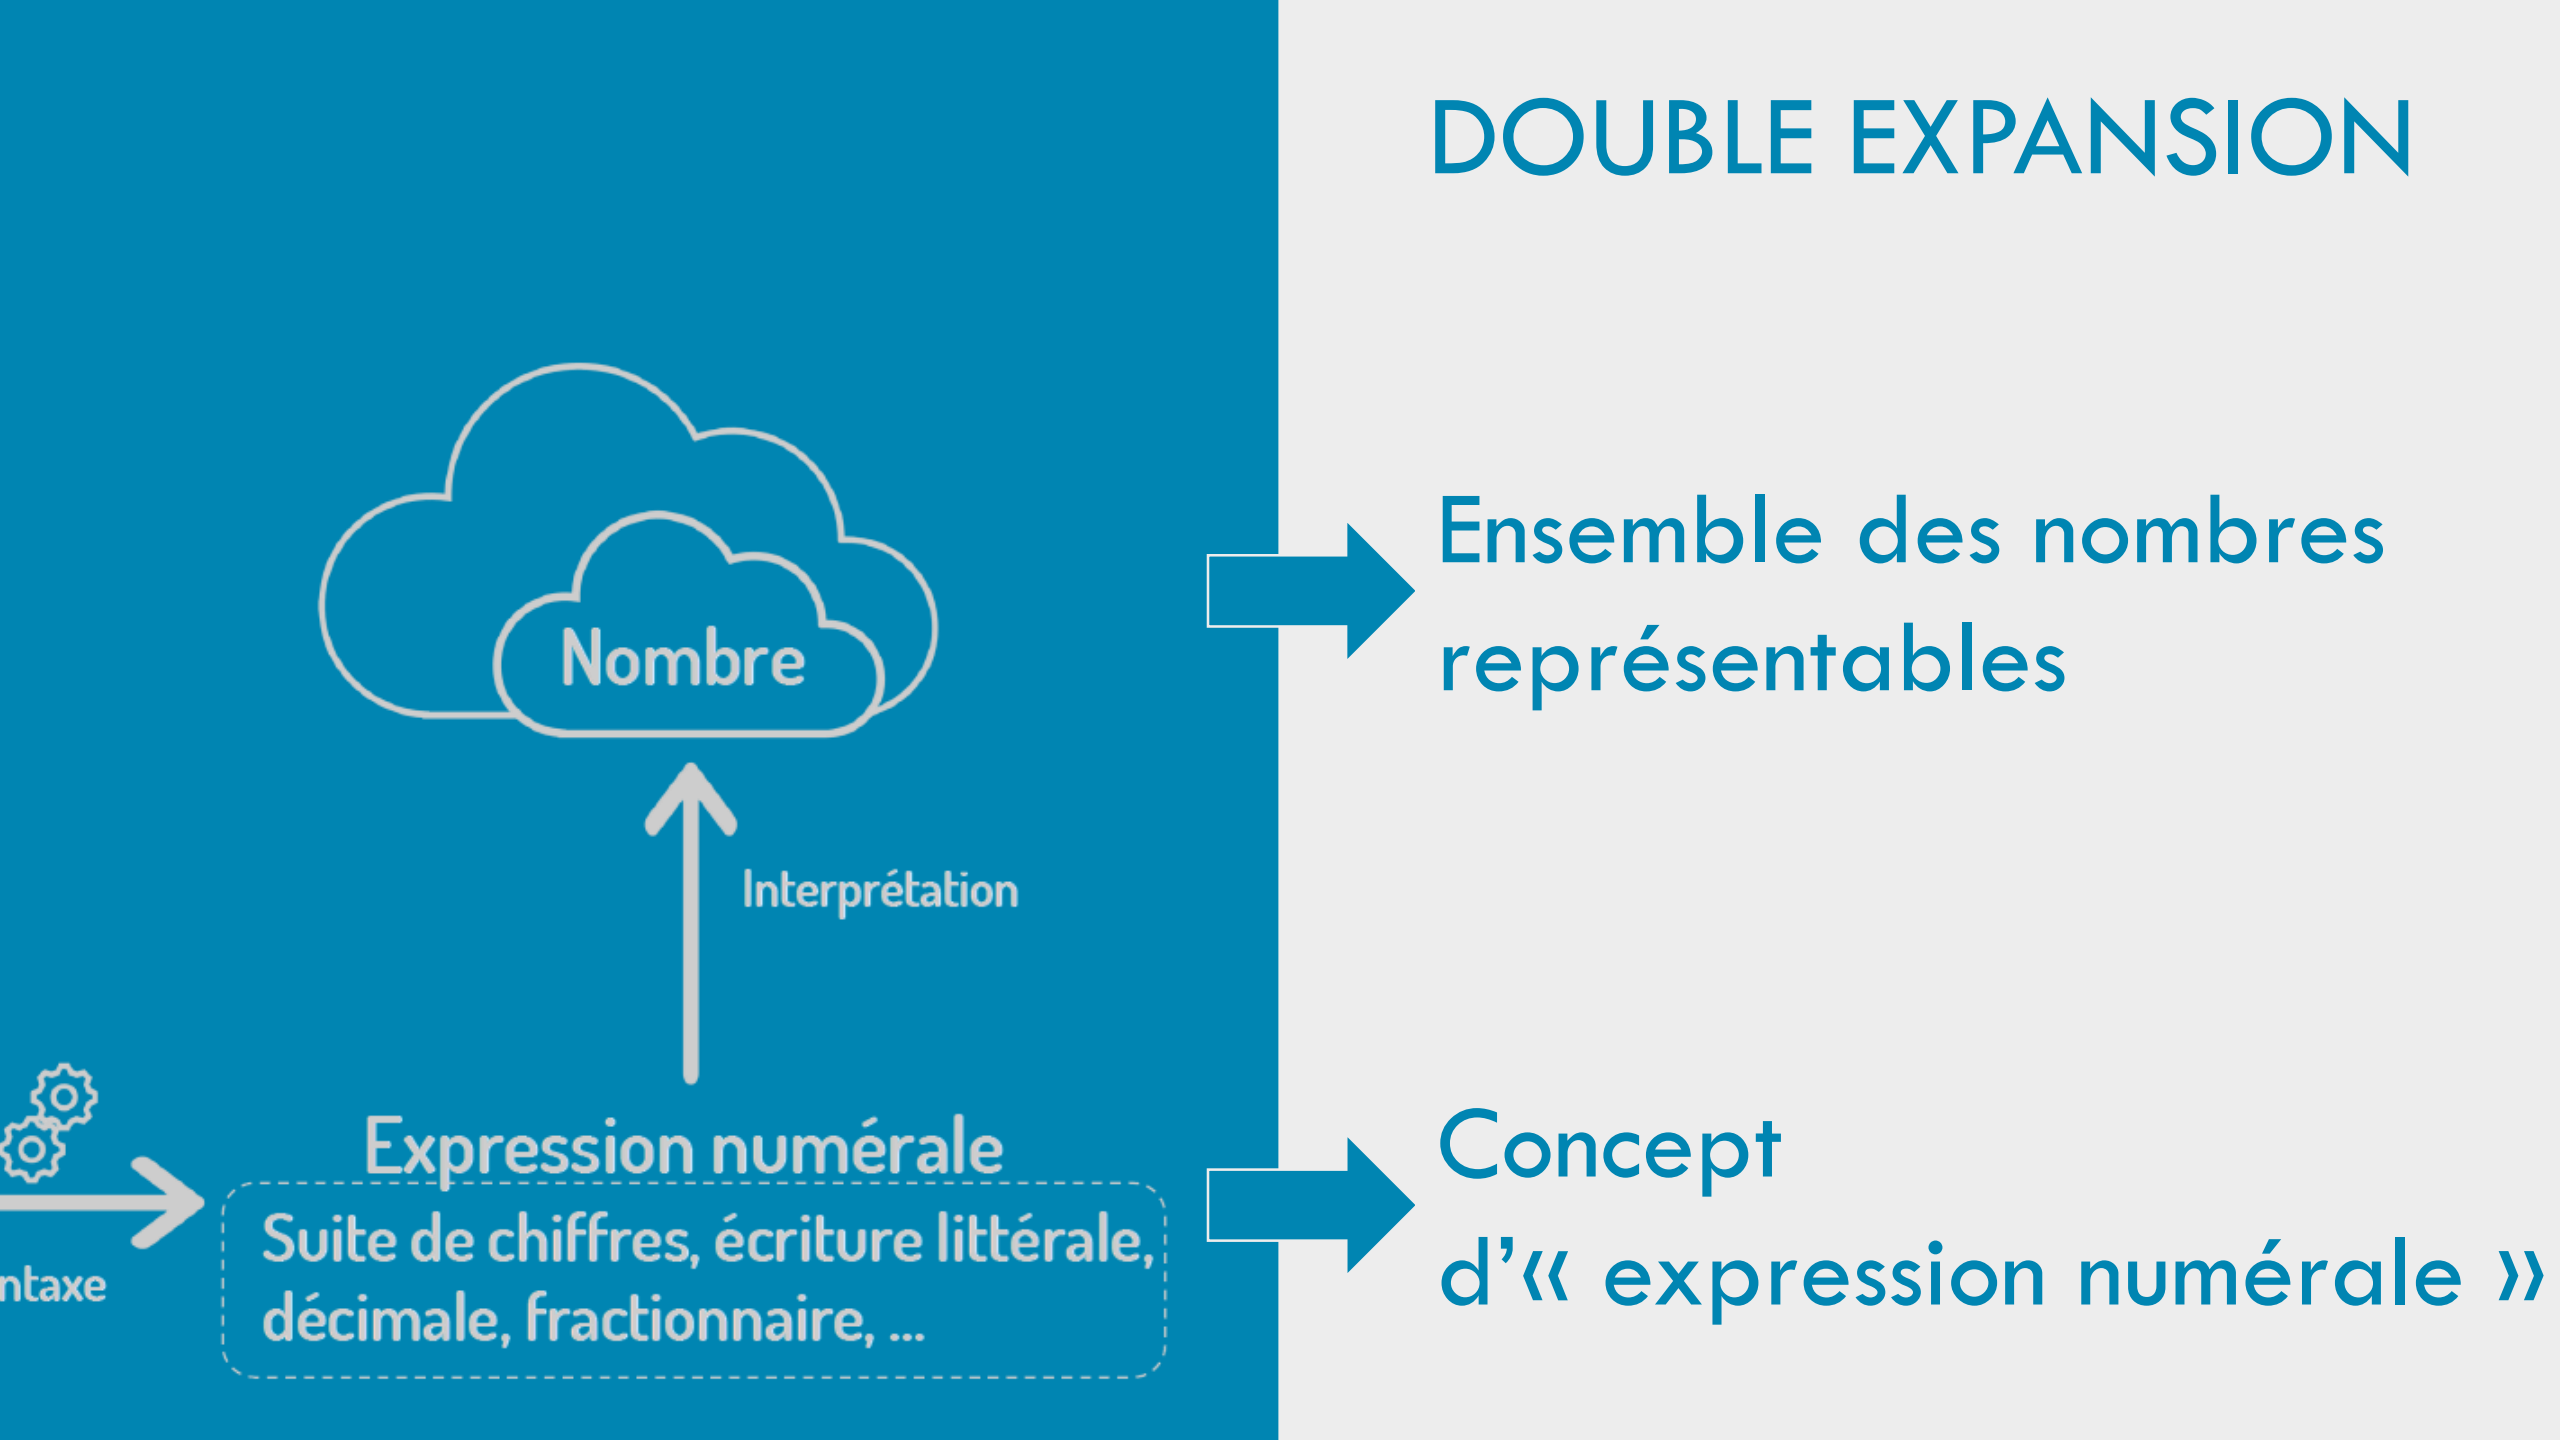 DOUBLE EXPANSION
Nombre
Interprétation
Expression numérale
Suite de chiffres, écriture littérale,
décimale, fractionnaire, ...
ntaxe
Ensemble des nombres
représentables
Concept
d’« expression numérale »